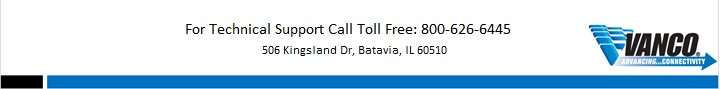 For Technical Support Call Toll Free: 800-626-6445
506 Kingsland Dr, Batavia, IL 60510
VANCO
ADVANCING...CONNECTIVITY